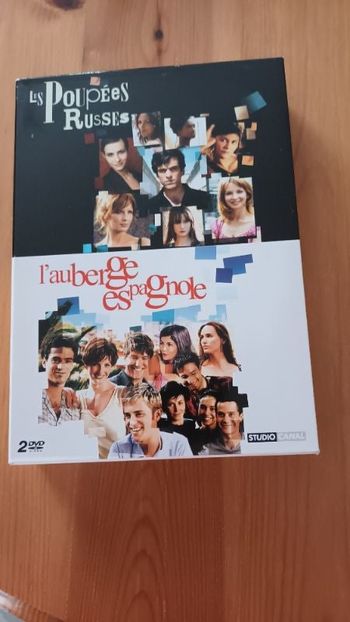 LES POUPÉES
RUSSES
l'auberge
espagnole
2 DVD
STUDIO CANAL